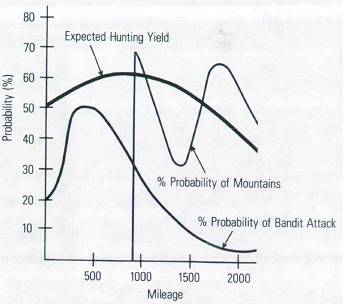 80
Expected Hunting Yield
70
60
50
40
30
20
10
Probability (%)
% Probability of Mountains
% Probability of Bandit Attack
500
1000
1500
2000
Mileage